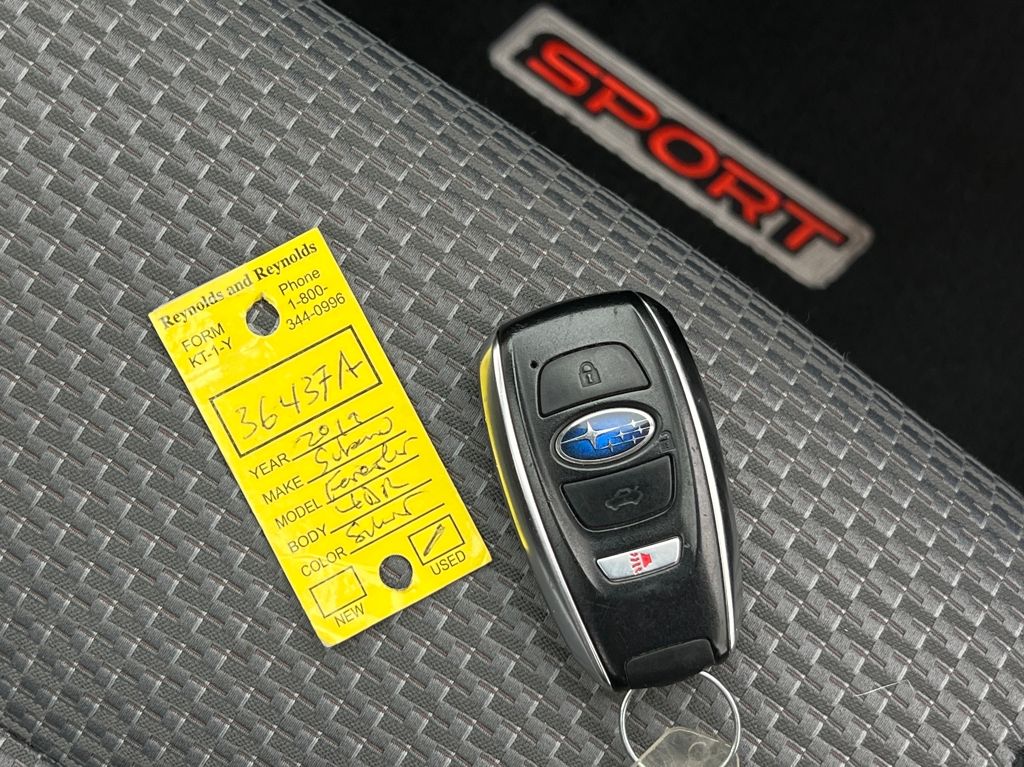 SPORT
Reynolds and Reynolds
FORM
KT-1-Y
Phone
1-800-
344-0996
36437A
YEAR 2019
MAKE Subaru
MODEL Forester
BODY 4DR
COLOR Silver
NEW
USED